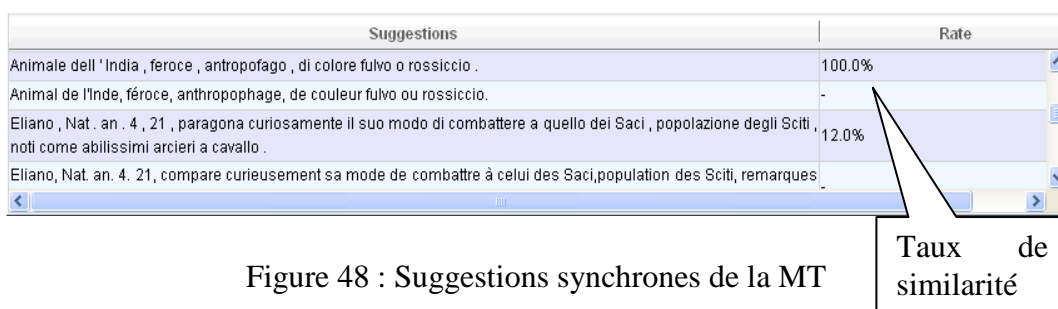 Suggestions Rate
Animale dell ' India , feroce , antropofago , di colore fulvo o rossiccio . 100.0%
Animal de l'Inde, féroce, anthropophage, de couleur fulvo ou rossiccio. -
Eliano , Nat . an . 4 , 21 , paragona curiosamente il suo modo di combattere a quello dei Saci , popolazione degli Sciti , 12.0%
noti come abilissimi arcieri a cavallo .
Eliano, Nat. an. 4. 21, compare curieusement sa mode de combattre à celui des Saci,population des Sciti, remarques -
Taux de
similarité
Figure 48 : Suggestions synchrones de la MT